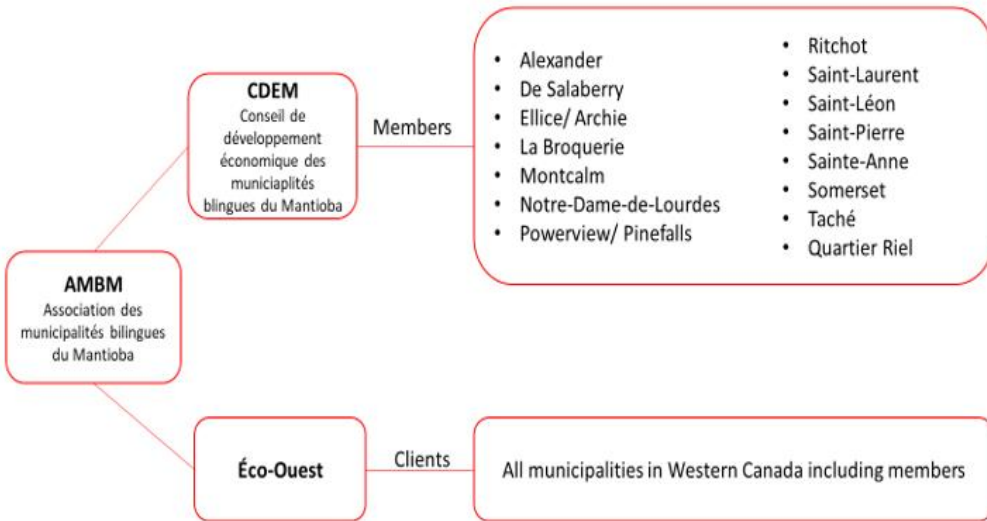 CDEM
Conseil de
développement
économique des
municiaplités
blingues du Mantioba
Members
• Alexander
• De Salaberry
• Ellice/ Archie
• La Broquerie
• Montcalm
• Notre-Dame-de-Lourdes
• Powerview/ Pinefalls
• Ritchot
• Saint-Laurent
• Saint-Léon
• Saint-Pierre
• Sainte-Anne
• Somerset
• Taché
• Quartier Riel
AMBM
Association des
municipalités bilingues
du Mantioba
Éco-Ouest
Clients
All municipalities in Western Canada including members